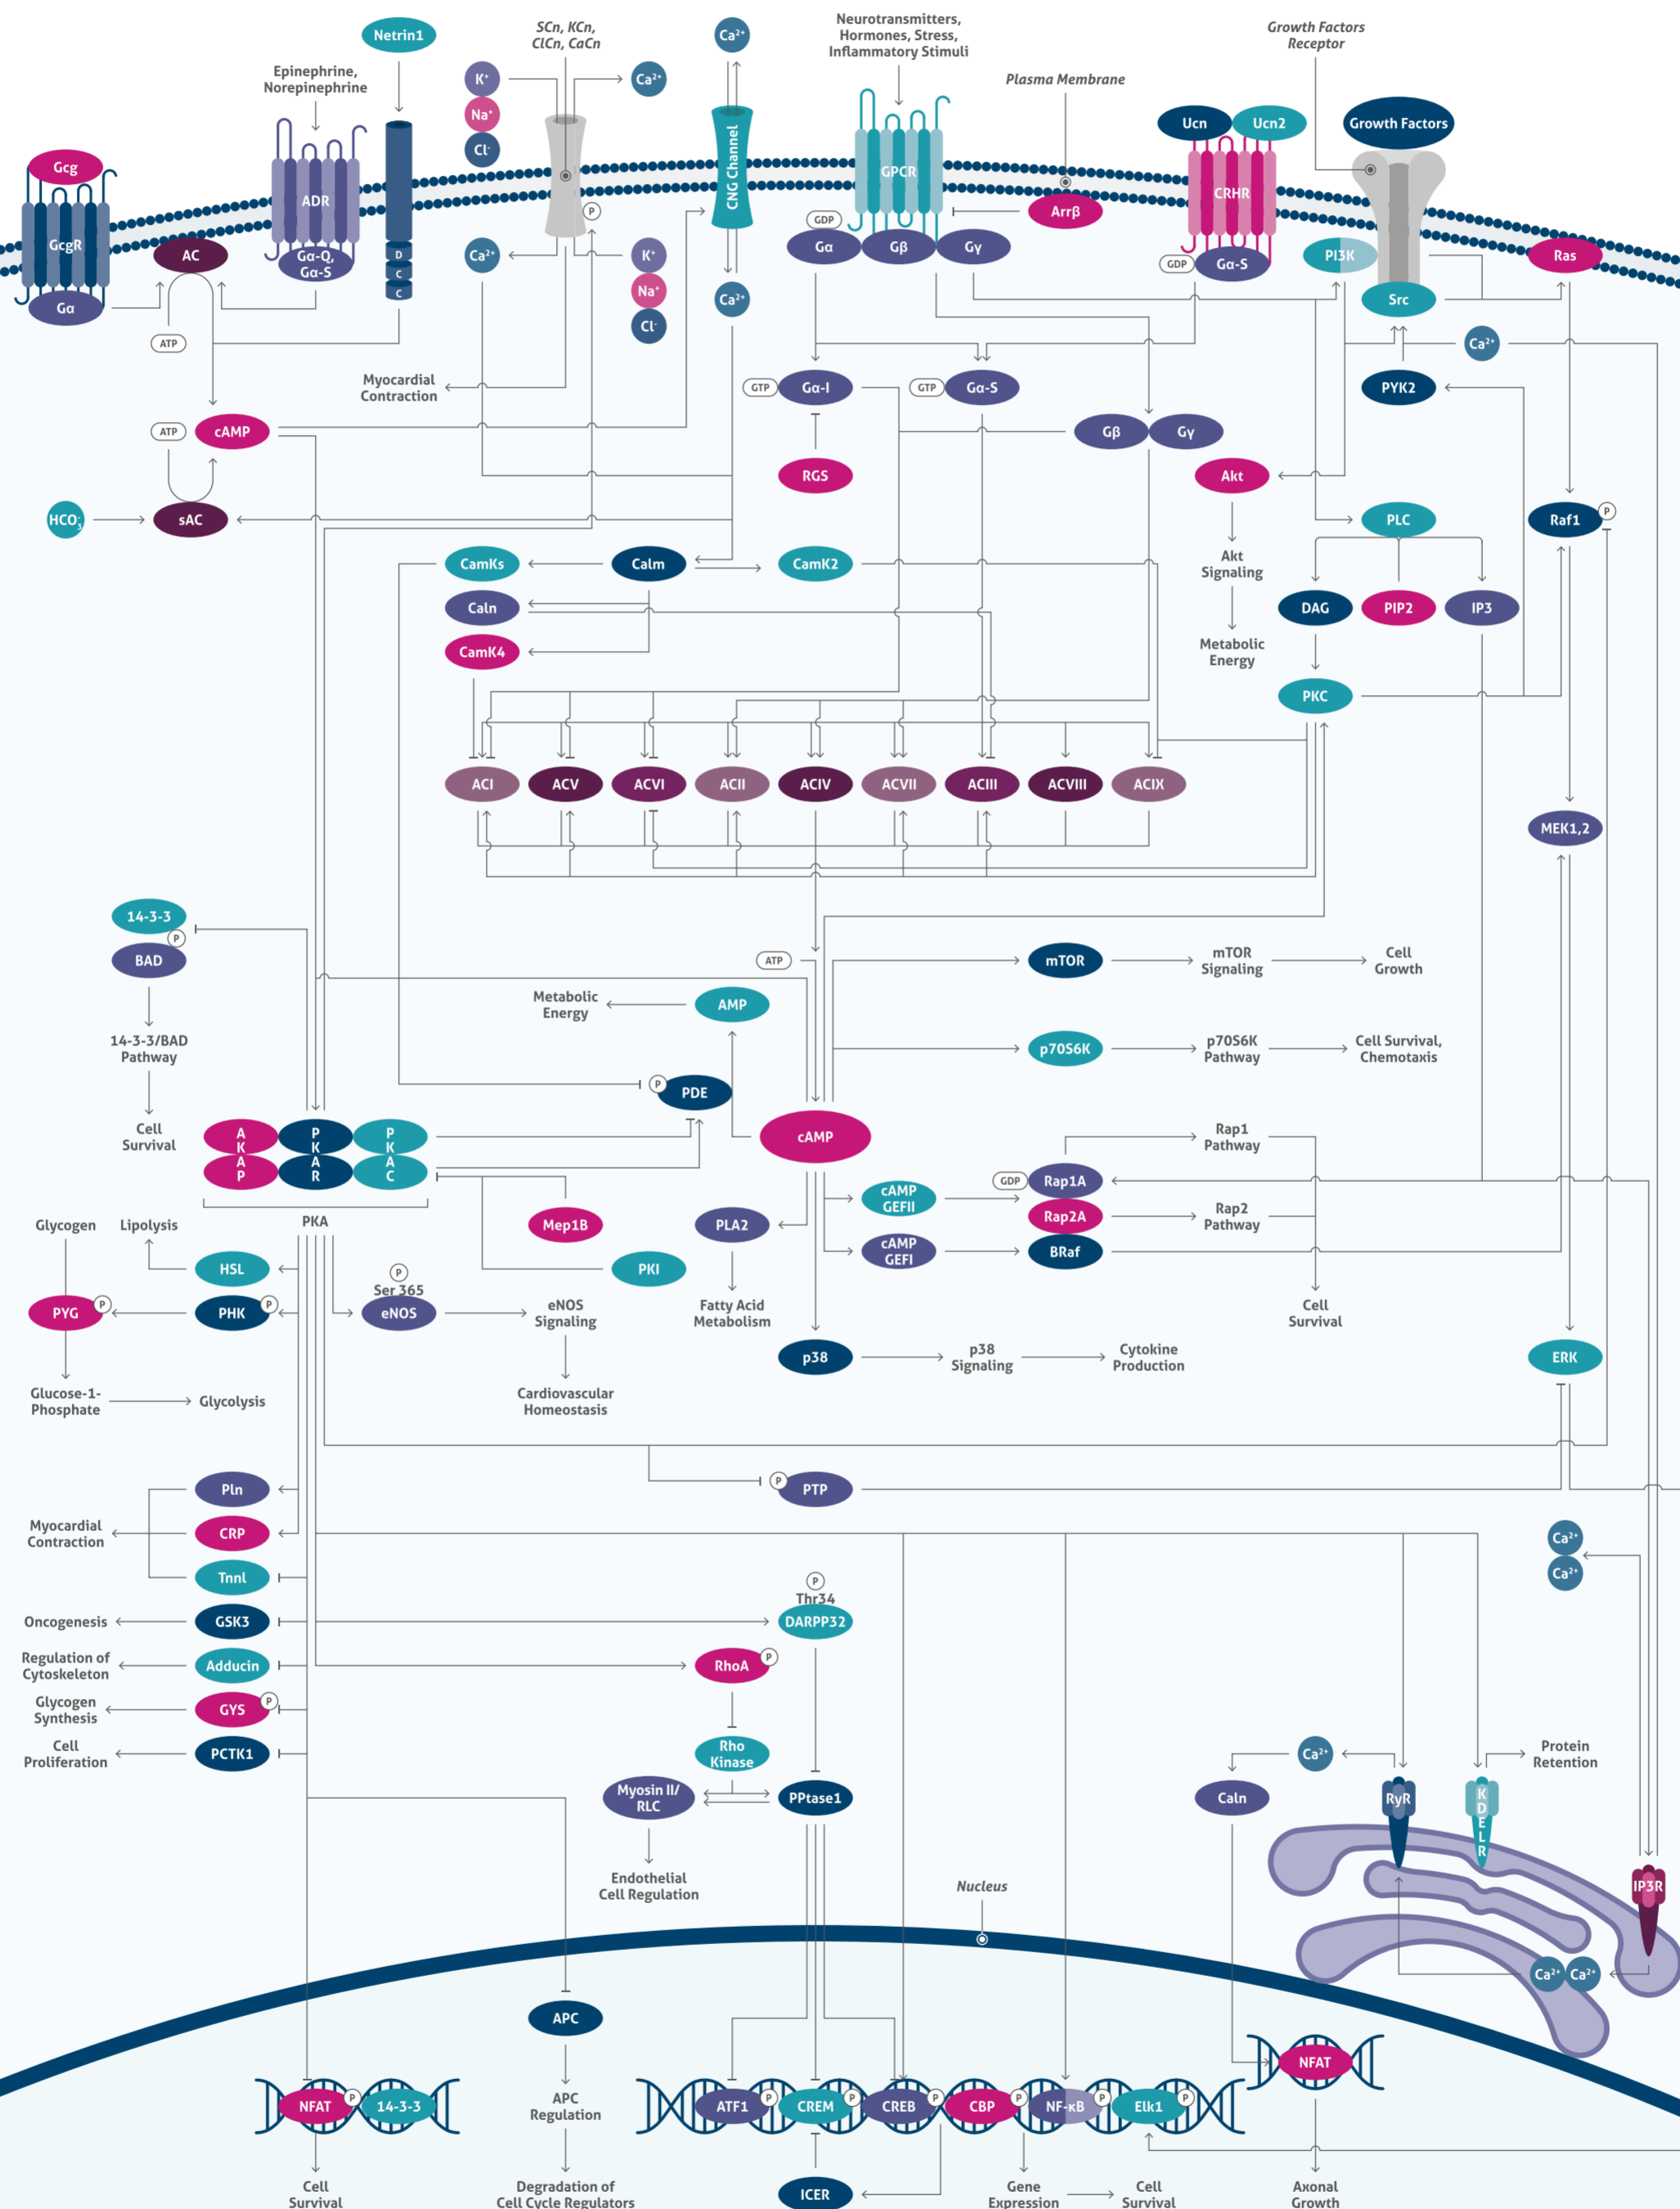 Netrin1
SCn, KCn,
ClCn, CaCn
Ca²⁺
Neurotransmitters,
Hormones, Stress,
Inflammatory Stimuli
Growth Factors
Receptor
Epinephrine,
Norepinephrine
K⁺
Na⁺
Cl⁻
Ca²⁺
Plasma Membrane
Ucn
Ucn2
Growth Factors
Gcg
GcgR
ADR
CNG Channel
GPCR
CRHR
P
Arrβ
GDP
AC
Gα-Q,
Gα-S
D
C
C
Ca²⁺
K⁺
Na⁺
Cl⁻
Gα
Gβ
Gγ
GDP
Gα-S
PI3K
Ras
Gα
Ca²⁺
Src
ATP
Ca²⁺
Myocardial
Contraction
GTP
Gα-I
GTP
Gα-S
PYK2
ATP
cAMP
Gβ
Gγ
RGS
Akt
HCO₃⁻
sAC
PLC
Raf1
P
CamKs
Calm
CamK2
Akt
Signaling
Caln
DAG
PIP2
IP3
CamK4
Metabolic
Energy
PKC
ACI
ACV
ACVI
ACII
ACIV
ACVII
ACIII
ACVIII
ACIX
MEK1,2
14-3-3
P
BAD
ATP
mTOR
mTOR
Signaling
Cell
Growth
Metabolic
Energy
AMP
14-3-3/BAD
Pathway
p70S6K
p70S6K
Pathway
Cell Survival,
Chemotaxis
P
PDE
Cell
Survival
AKAP
PKAR
PKAC
cAMP
Rap1
Pathway
GDP
Rap1A
cAMP
GEFII
Rap2A
Rap2
Pathway
PKA
Glycogen
Lipolysis
Mep1B
PLA2
cAMP
GEFI
BRaf
HSL
P
Ser 365
PKI
PYG
P
PHK
P
eNOS
eNOS
Signaling
Fatty Acid
Metabolism
Cell
Survival
p38
p38
Signaling
Cytokine
Production
ERK
Glucose-1-
Phosphate
Glycolysis
Cardiovascular
Homeostasis
Pln
P
PTP
Myocardial
Contraction
CRP
Ca²⁺
Ca²⁺
Tnnl
P
Thr34
Oncogenesis
GSK3
DARPP32
Regulation of
Cytoskeleton
Adducin
RhoA
P
Glycogen
Synthesis
GYS
P
Cell
Proliferation
PCTK1
Rho
Kinase
Ca²⁺
Protein
Retention
Myosin II/
RLC
PPtase1
Caln
RyR
KDELR
Endothelial
Cell Regulation
Nucleus
IP3R
Ca²⁺
Ca²⁺
APC
NFAT
NFAT
P
14-3-3
APC
Regulation
ATF1
P
CREM
P
CREB
P
CBP
P
NF-κB
P
Elk1
P
Cell
Survival
Degradation of
Cell Cycle Regulators
ICER
Gene
Expression
Cell
Survival
Axonal
Growth